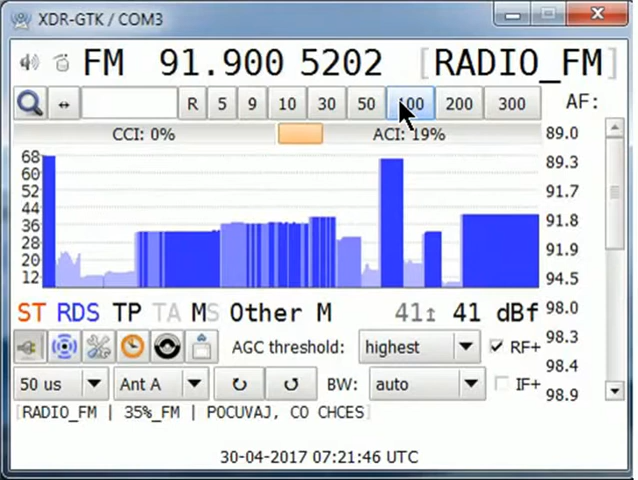 XDR-GTK / COM3
FM 91.900 5202 [RADIO_FM]
R 5 9 10 30 50 100 200 300 AF:
CCI: 0% ACI: 19%
89.0
89.3
91.7
91.8
91.9
94.5
98.0
98.3
98.4
98.9
68
60
52
44
36
28
20
12
ST RDS TP TA MS Other M 41↥ 41 dBf
AGC threshold: highest RF+
50 us Ant A ↻ ↺ BW: auto IF+
[RADIO_FM | 35%_FM | POCUVAJ, CO CHCES]
30-04-2017 07:21:46 UTC